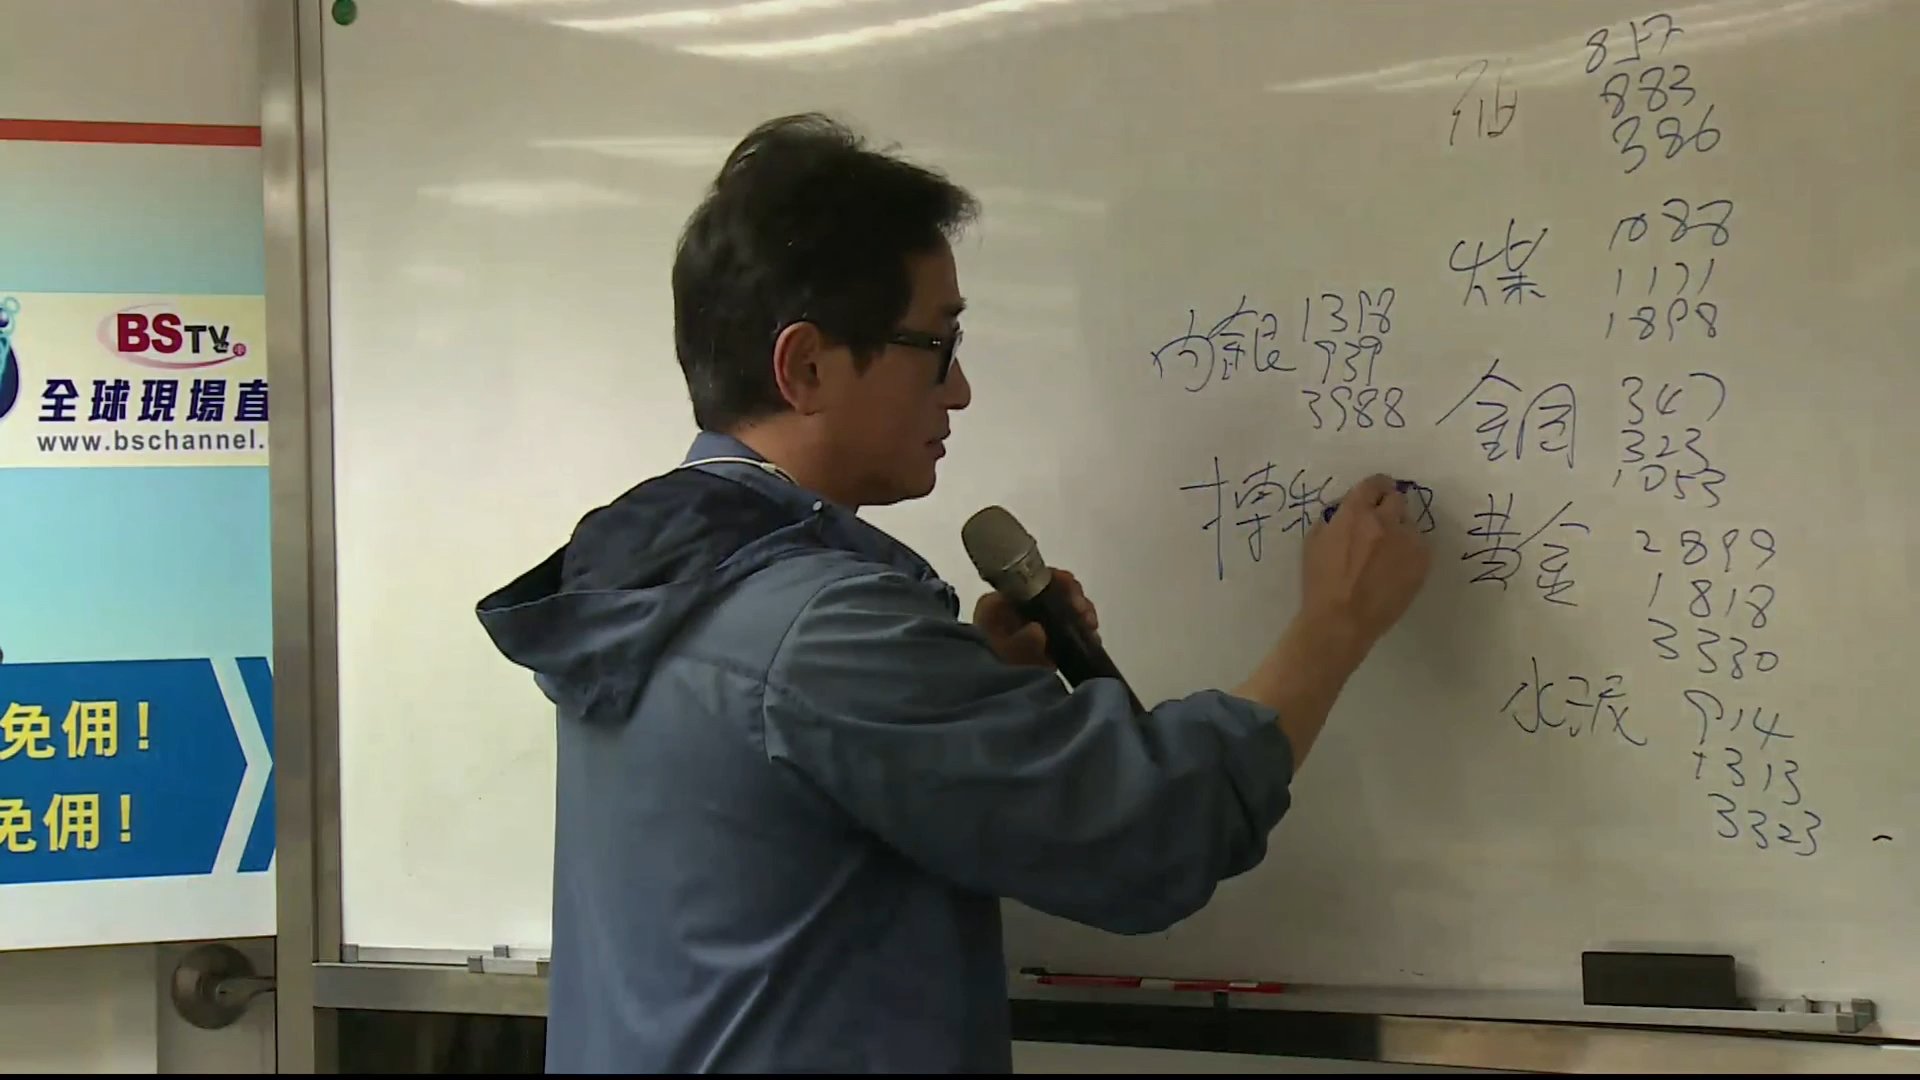 BSTV
全球現場直
www.bschannel.
免佣!
免佣!
油 857
883
386
煤 1088
1171
1898
內銀 1398
939
3988
銅 347
323
1053
黃金 2899
1818
3330
水泥 914
1313
3323